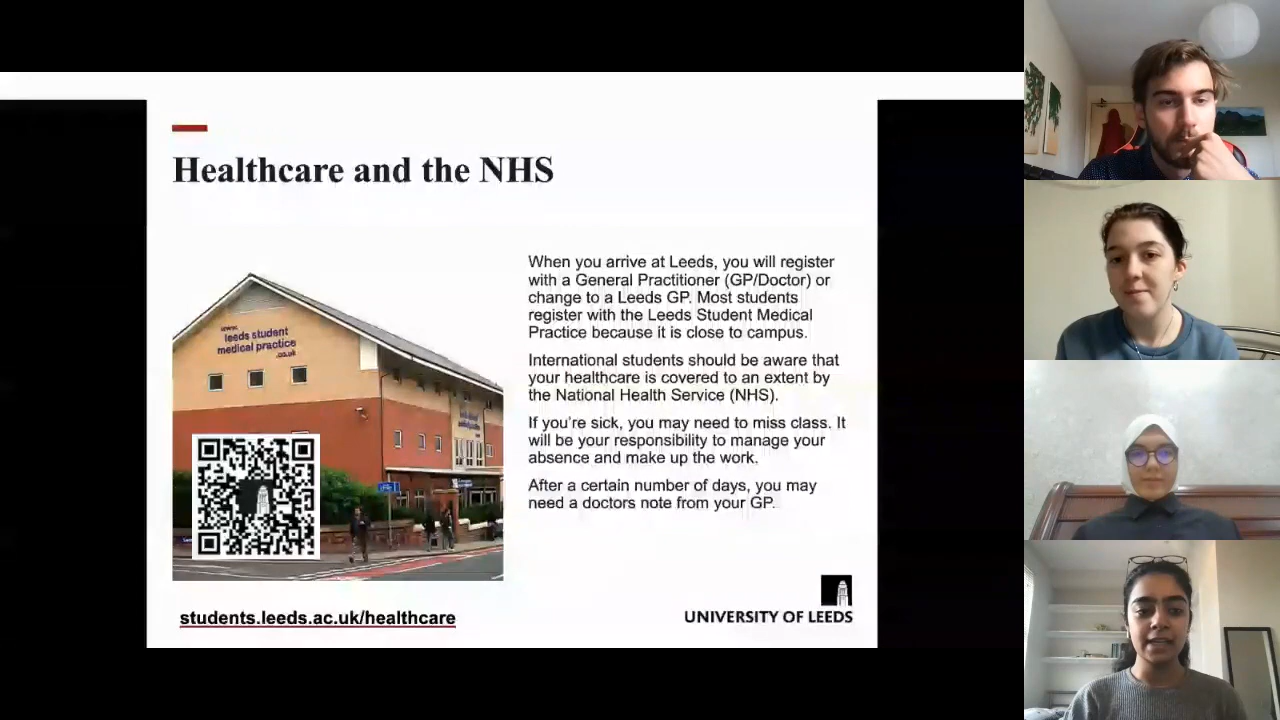 Healthcare and the NHS
When you arrive at Leeds, you will register
with a General Practitioner (GP/Doctor) or
change to a Leeds GP. Most students
register with the Leeds Student Medical
Practice because it is close to campus.
International students should be aware that
your healthcare is covered to an extent by
the National Health Service (NHS).
If you’re sick, you may need to miss class. It
will be your responsibility to manage your
absence and make up the work.
After a certain number of days, you may
need a doctors note from your GP.
www.
leeds student
medical practice
.co.uk
students.leeds.ac.uk/healthcare
UNIVERSITY OF LEEDS